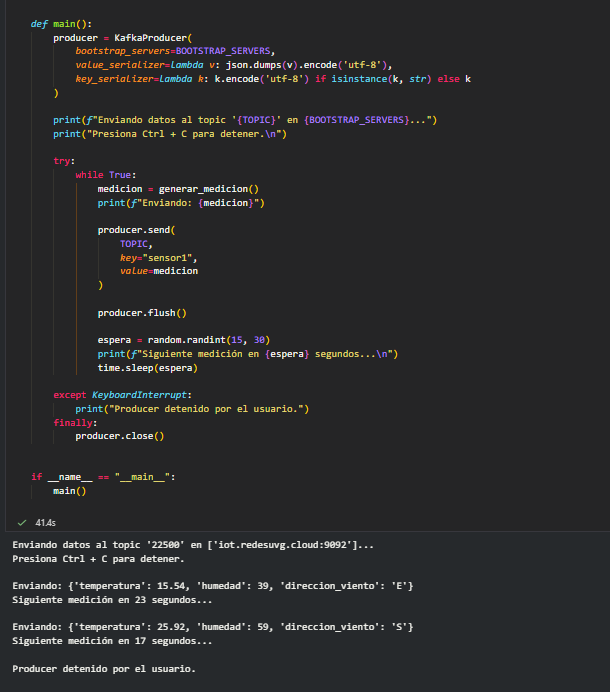 def main():
    producer = KafkaProducer(
        bootstrap_servers=BOOTSTRAP_SERVERS,
        value_serializer=lambda v: json.dumps(v).encode('utf-8'),
        key_serializer=lambda k: k.encode('utf-8') if isinstance(k, str) else k
    )
    print(f"Enviando datos al topic '{TOPIC}' en {BOOTSTRAP_SERVERS}...")
    print("Presiona Ctrl + C para detener.\n")
    try:
        while True:
            medicion = generar_medicion()
            print(f"Enviando: {medicion}")
            producer.send(
                TOPIC,
                key="sensor1",
                value=medicion
            )
            producer.flush()
            espera = random.randint(15, 30)
            print(f"Siguiente medición en {espera} segundos...\n")
            time.sleep(espera)
    except KeyboardInterrupt:
        print("Producer detenido por el usuario.")
    finally:
        producer.close()
if __name__ == "__main__":
    main()
✓ 41.4s
Enviando datos al topic '22500' en ['iot.redesuvg.cloud:9092']...
Presiona Ctrl + C para detener.
Enviando: {'temperatura': 15.54, 'humedad': 39, 'direccion_viento': 'E'}
Siguiente medición en 23 segundos...
Enviando: {'temperatura': 25.92, 'humedad': 59, 'direccion_viento': 'S'}
Siguiente medición en 17 segundos...
Producer detenido por el usuario.